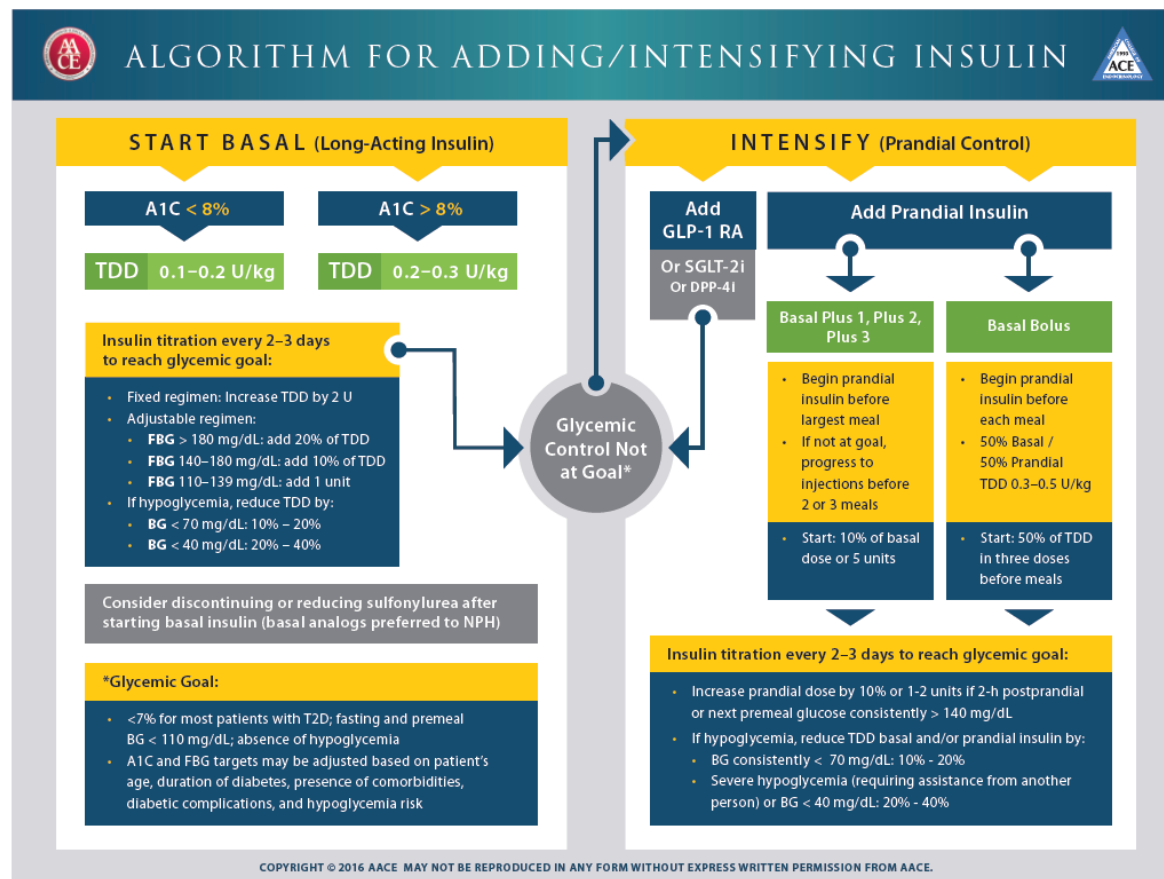 AA
CE
ALGORITHM FOR ADDING/INTENSIFYING INSULIN
1998
ACE
START BASAL (Long-Acting Insulin)
A1C < 8%
A1C > 8%
TDD 0.1–0.2 U/kg
TDD 0.2–0.3 U/kg
Insulin titration every 2–3 days
to reach glycemic goal:
• Fixed regimen: Increase TDD by 2 U
• Adjustable regimen:
• FBG > 180 mg/dL: add 20% of TDD
• FBG 140–180 mg/dL: add 10% of TDD
• FBG 110–139 mg/dL: add 1 unit
• If hypoglycemia, reduce TDD by:
• BG < 70 mg/dL: 10% – 20%
• BG < 40 mg/dL: 20% – 40%
Consider discontinuing or reducing sulfonylurea after
starting basal insulin (basal analogs preferred to NPH)
*Glycemic Goal:
• <7% for most patients with T2D; fasting and premeal
BG < 110 mg/dL; absence of hypoglycemia
• A1C and FBG targets may be adjusted based on patient's
age, duration of diabetes, presence of comorbidities,
diabetic complications, and hypoglycemia risk
Glycemic
Control Not
at Goal*
INTENSIFY (Prandial Control)
Add
GLP-1 RA
Or SGLT-2i
Or DPP-4i
Add Prandial Insulin
Basal Plus 1, Plus 2,
Plus 3
• Begin prandial
insulin before
largest meal
• If not at goal,
progress to
injections before
2 or 3 meals
• Start: 10% of basal
dose or 5 units
Basal Bolus
• Begin prandial
insulin before
each meal
• 50% Basal /
50% Prandial
TDD 0.3–0.5 U/kg
• Start: 50% of TDD
in three doses
before meals
Insulin titration every 2–3 days to reach glycemic goal:
• Increase prandial dose by 10% or 1-2 units if 2-h postprandial
or next premeal glucose consistently > 140 mg/dL
• If hypoglycemia, reduce TDD basal and/or prandial insulin by:
• BG consistently < 70 mg/dL: 10% - 20%
• Severe hypoglycemia (requiring assistance from another
person) or BG < 40 mg/dL: 20% - 40%
COPYRIGHT © 2016 AACE MAY NOT BE REPRODUCED IN ANY FORM WITHOUT EXPRESS WRITTEN PERMISSION FROM AACE.